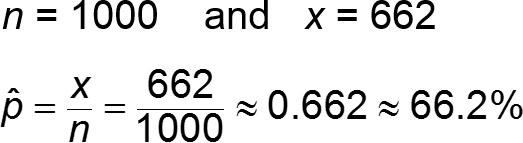 n = 1000 and x = 662
p̂ = x/n = 662/1000 ≈ 0.662 ≈ 66.2%